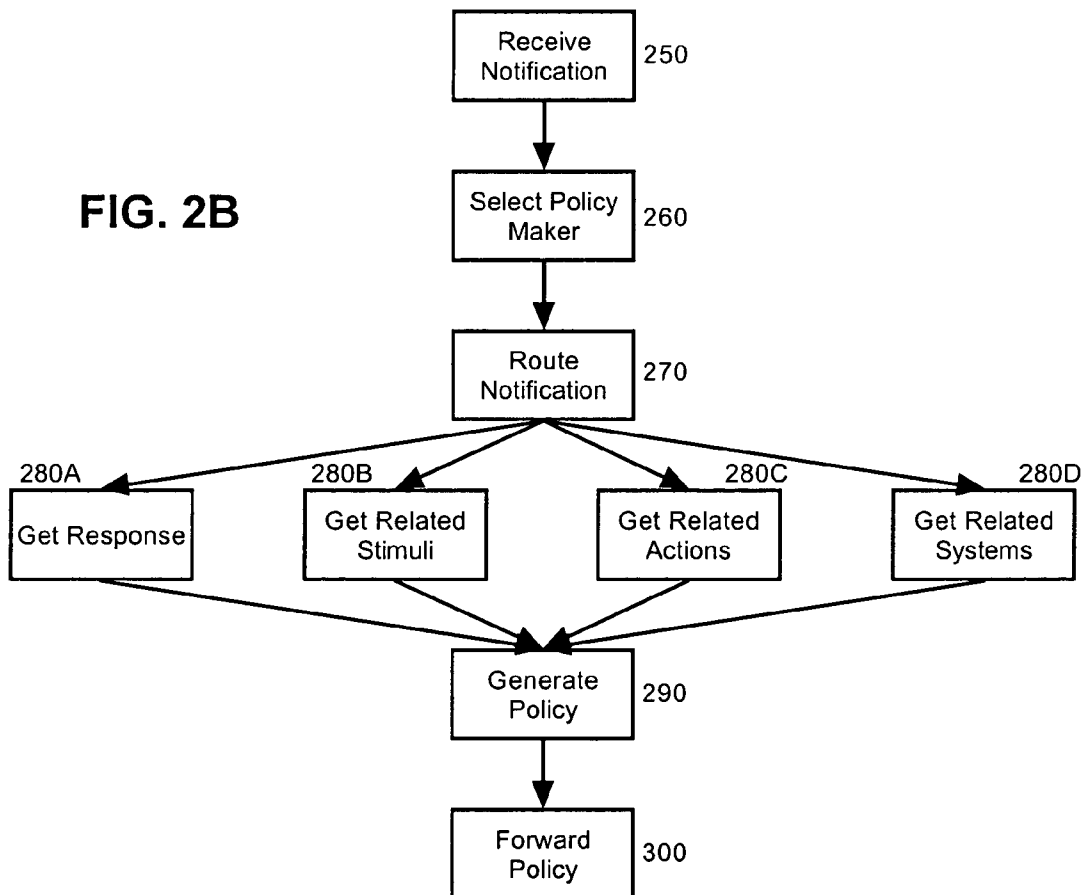 Receive
Notification
250
FIG. 2B
Select Policy
Maker
260
Route
Notification
270
280A
280B
280C
280D
Get Response
Get Related
Stimuli
Get Related
Actions
Get Related
Systems
Generate
Policy
290
Forward
Policy
300